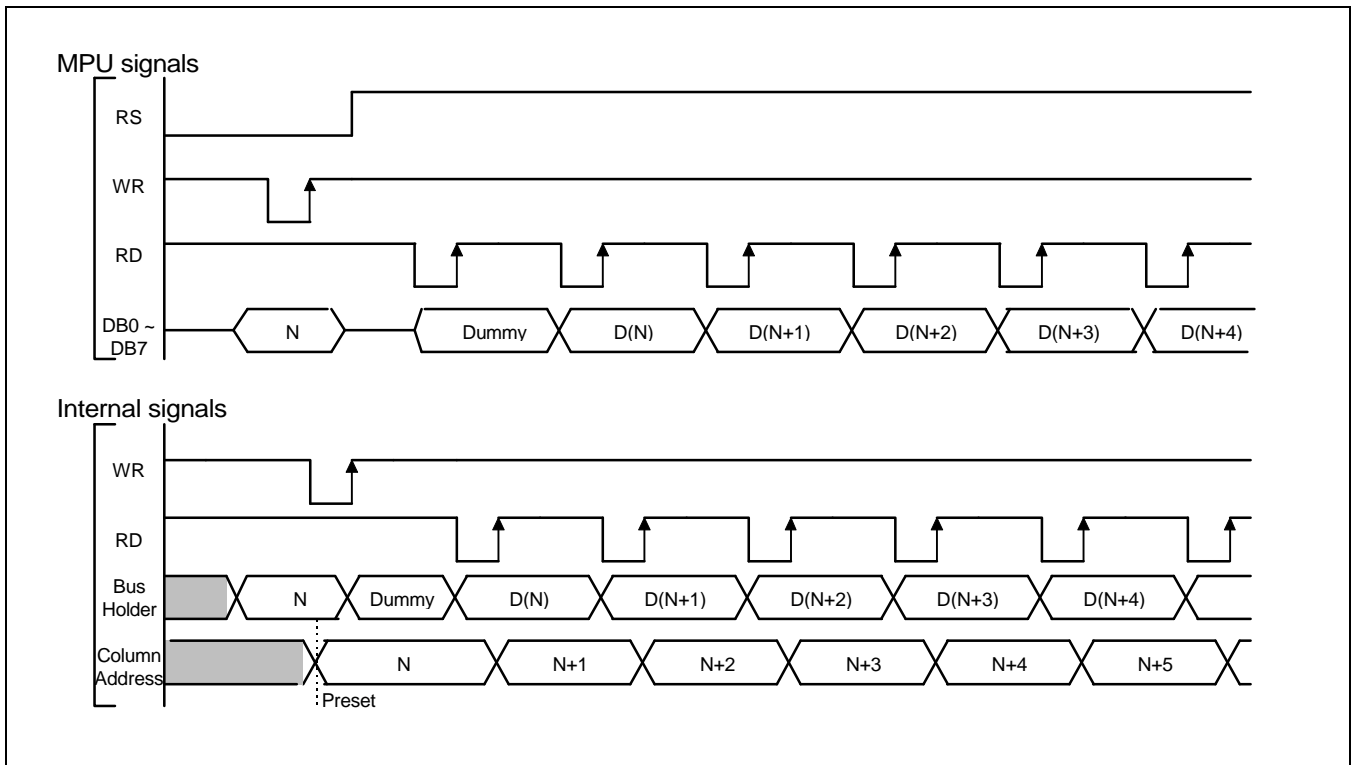 MPU signals
RS
WR
RD
DB0 ~
DB7
N
Dummy
D(N)
D(N+1)
D(N+2)
D(N+3)
D(N+4)
Internal signals
WR
RD
Bus
Holder
N
Dummy
D(N)
D(N+1)
D(N+2)
D(N+3)
D(N+4)
Column
Address
N
N+1
N+2
N+3
N+4
N+5
Preset